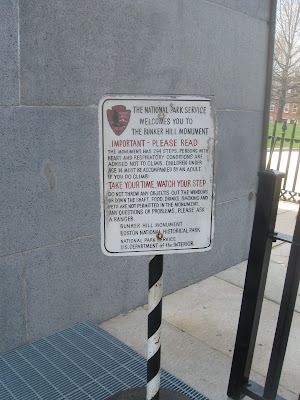 THE NATIONAL PARK SERVICE
WELCOMES YOU TO
THE BUNKER HILL MONUMENT
IMPORTANT - PLEASE READ
THE MONUMENT HAS 294 STEPS. PERSONS WITH
HEART AND RESPIRATORY CONDITIONS ARE
ADVISED NOT TO CLIMB. CHILDREN UNDER
AGE 14 MUST BE ACCOMPANIED BY AN ADULT
IF YOU DO CLIMB:
TAKE YOUR TIME, WATCH YOUR STEP
DO NOT THROW ANY OBJECTS OUT THE WINDOWS
OR DOWN THE SHAFT. FOOD, DRINKS, SMOKING AND
PETS ARE NOT PERMITTED IN THE MONUMENT.
ANY QUESTIONS OR PROBLEMS, PLEASE ASK
A RANGER.
BUNKER HILL MONUMENT
BOSTON NATIONAL HISTORICAL PARK
NATIONAL PARK SERVICE
U.S. DEPARTMENT OF THE INTERIOR